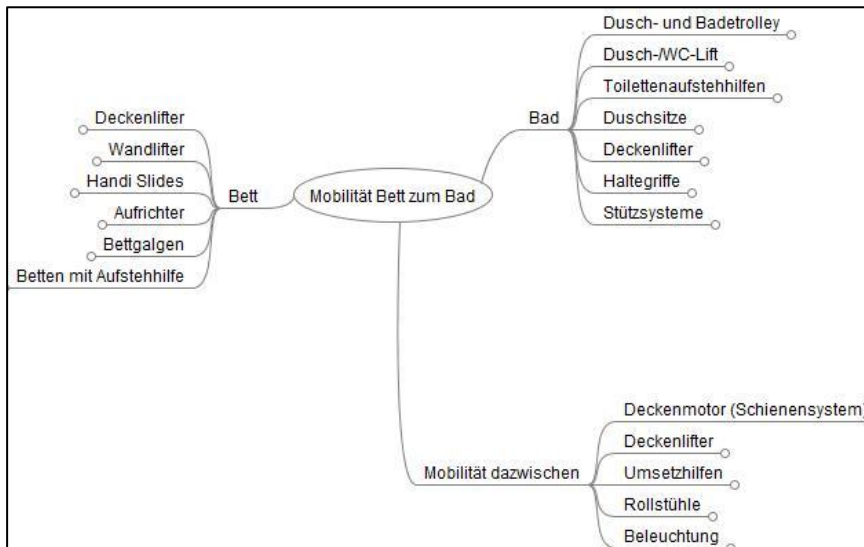 Mobilität Bett zum Bad
Bett
Deckenlifter
Wandlifter
Handi Slides
Aufrichter
Bettgalgen
Betten mit Aufstehhilfe
Bad
Dusch- und Badetrolley
Dusch-/WC-Lift
Toilettenaufstehhilfen
Duschsitze
Deckenlifter
Haltegriffe
Stützsysteme
Mobilität dazwischen
Deckenmotor (Schienensystem)
Deckenlifter
Umsetzhilfen
Rollstühle
Beleuchtung